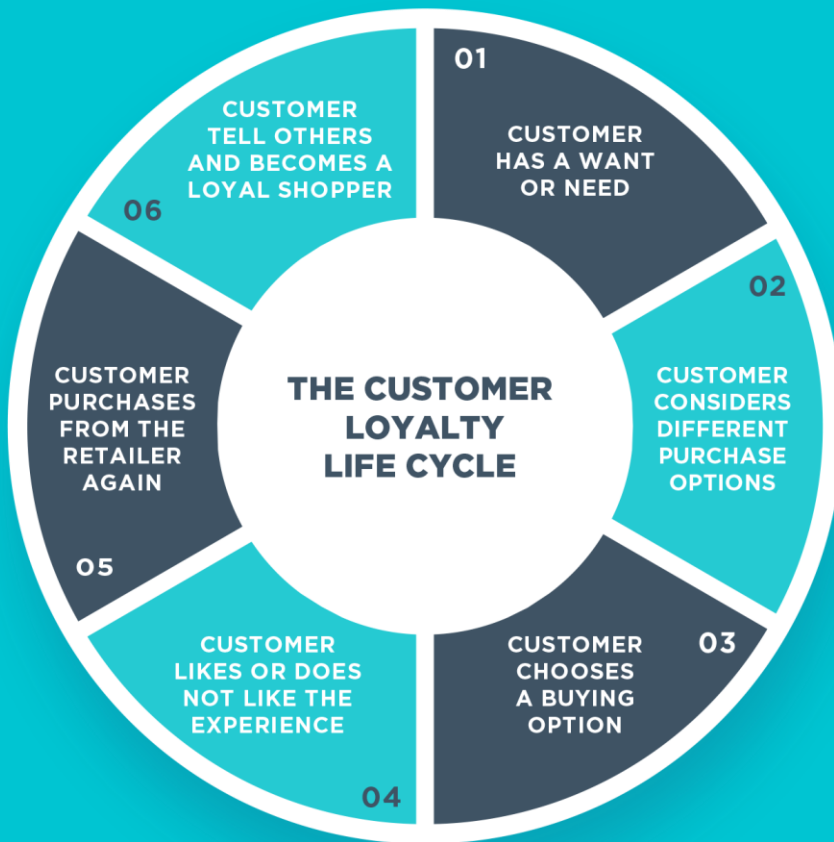 THE CUSTOMER
LOYALTY
LIFE CYCLE
01
CUSTOMER
HAS A WANT
OR NEED
02
CUSTOMER
CONSIDERS
DIFFERENT
PURCHASE
OPTIONS
03
CUSTOMER
CHOOSES
A BUYING
OPTION
CUSTOMER
LIKES OR DOES
NOT LIKE THE
EXPERIENCE
04
CUSTOMER
PURCHASES
FROM THE
RETAILER
AGAIN
05
CUSTOMER
TELL OTHERS
AND BECOMES A
LOYAL SHOPPER
06